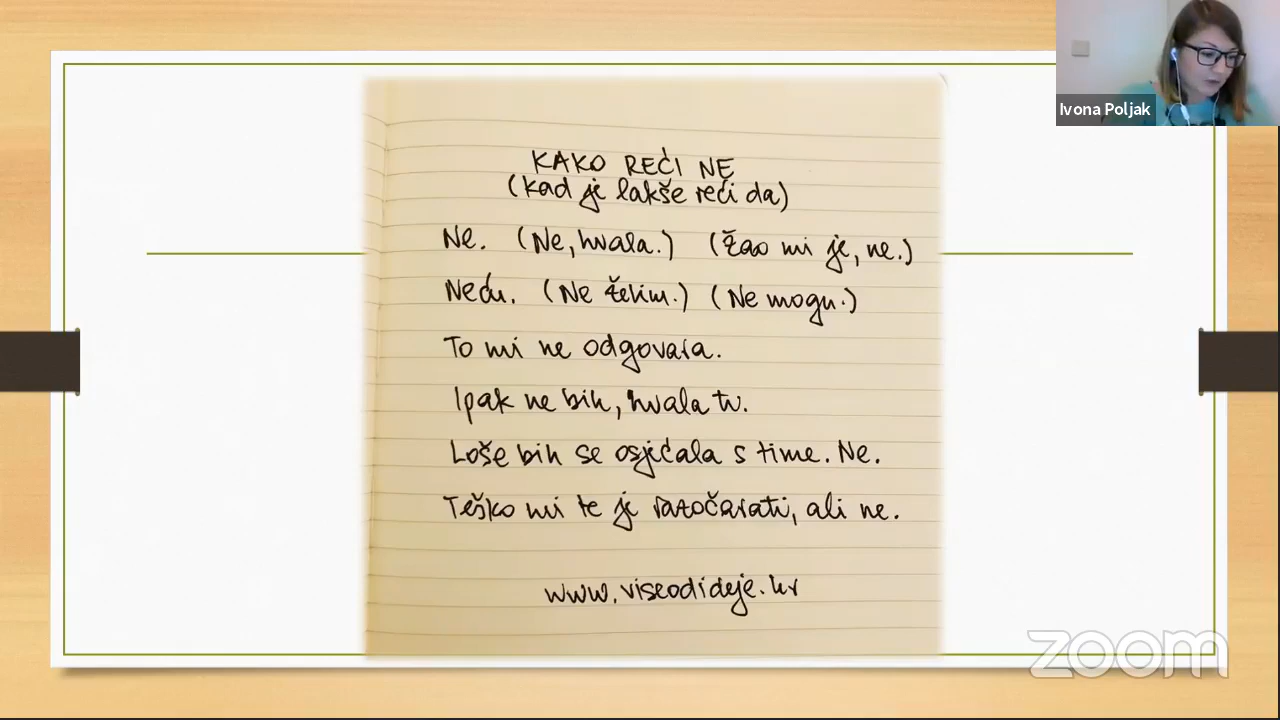 Ivona Poljak
KAKO REĆI NE
(kad je lakše reći da)
Ne. (Ne, hvala.) (Žao mi je, ne.)
Neću. (Ne želim.) (Ne mogu.)
To mi ne odgovara.
Ipak ne bih, hvala ti.
Loše bih se osjećala s time. Ne.
Teško mi te je razočarati, ali ne.
www.viseodideje.hr
zoom